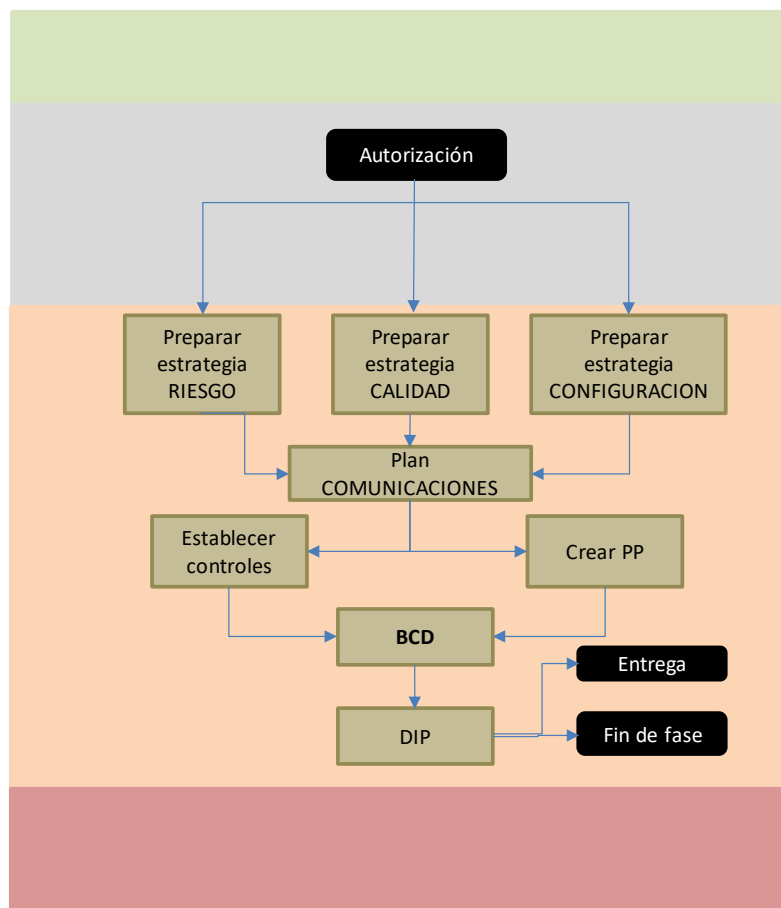 Autorización
Preparar
estrategia
RIESGO
Preparar
estrategia
CALIDAD
Preparar
estrategia
CONFIGURACION
Plan
COMUNICACIONES
Establecer
controles
Crear PP
BCD
Entrega
DIP
Fin de fase